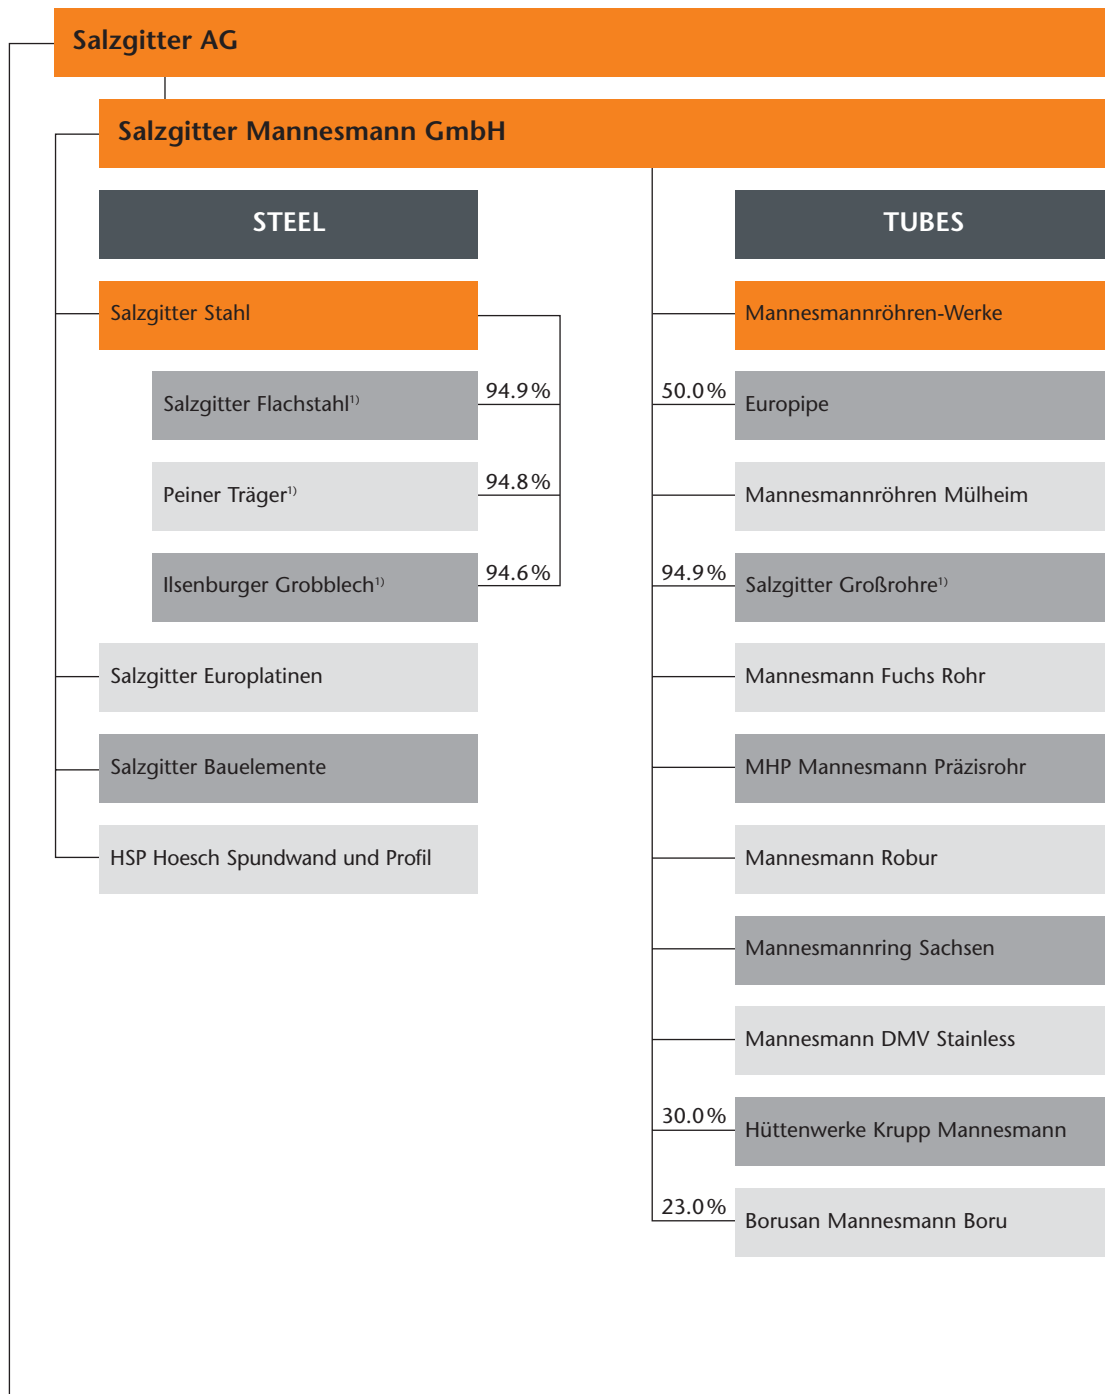 Salzgitter AG
Salzgitter Mannesmann GmbH
STEEL
Salzgitter Stahl
Salzgitter Flachstahl¹⁾
94.9%
Peiner Träger¹⁾
94.8%
Ilsenburger Grobblech¹⁾
94.6%
Salzgitter Europlatinen
Salzgitter Bauelemente
HSP Hoesch Spundwand und Profil
TUBES
Mannesmannröhren-Werke
50.0%
Europipe
Mannesmannröhren Mülheim
94.9%
Salzgitter Großrohre¹⁾
Mannesmann Fuchs Rohr
MHP Mannesmann Präzisrohr
Mannesmann Robur
Mannesmannring Sachsen
Mannesmann DMV Stainless
30.0%
Hüttenwerke Krupp Mannesmann
23.0%
Borusan Mannesmann Boru